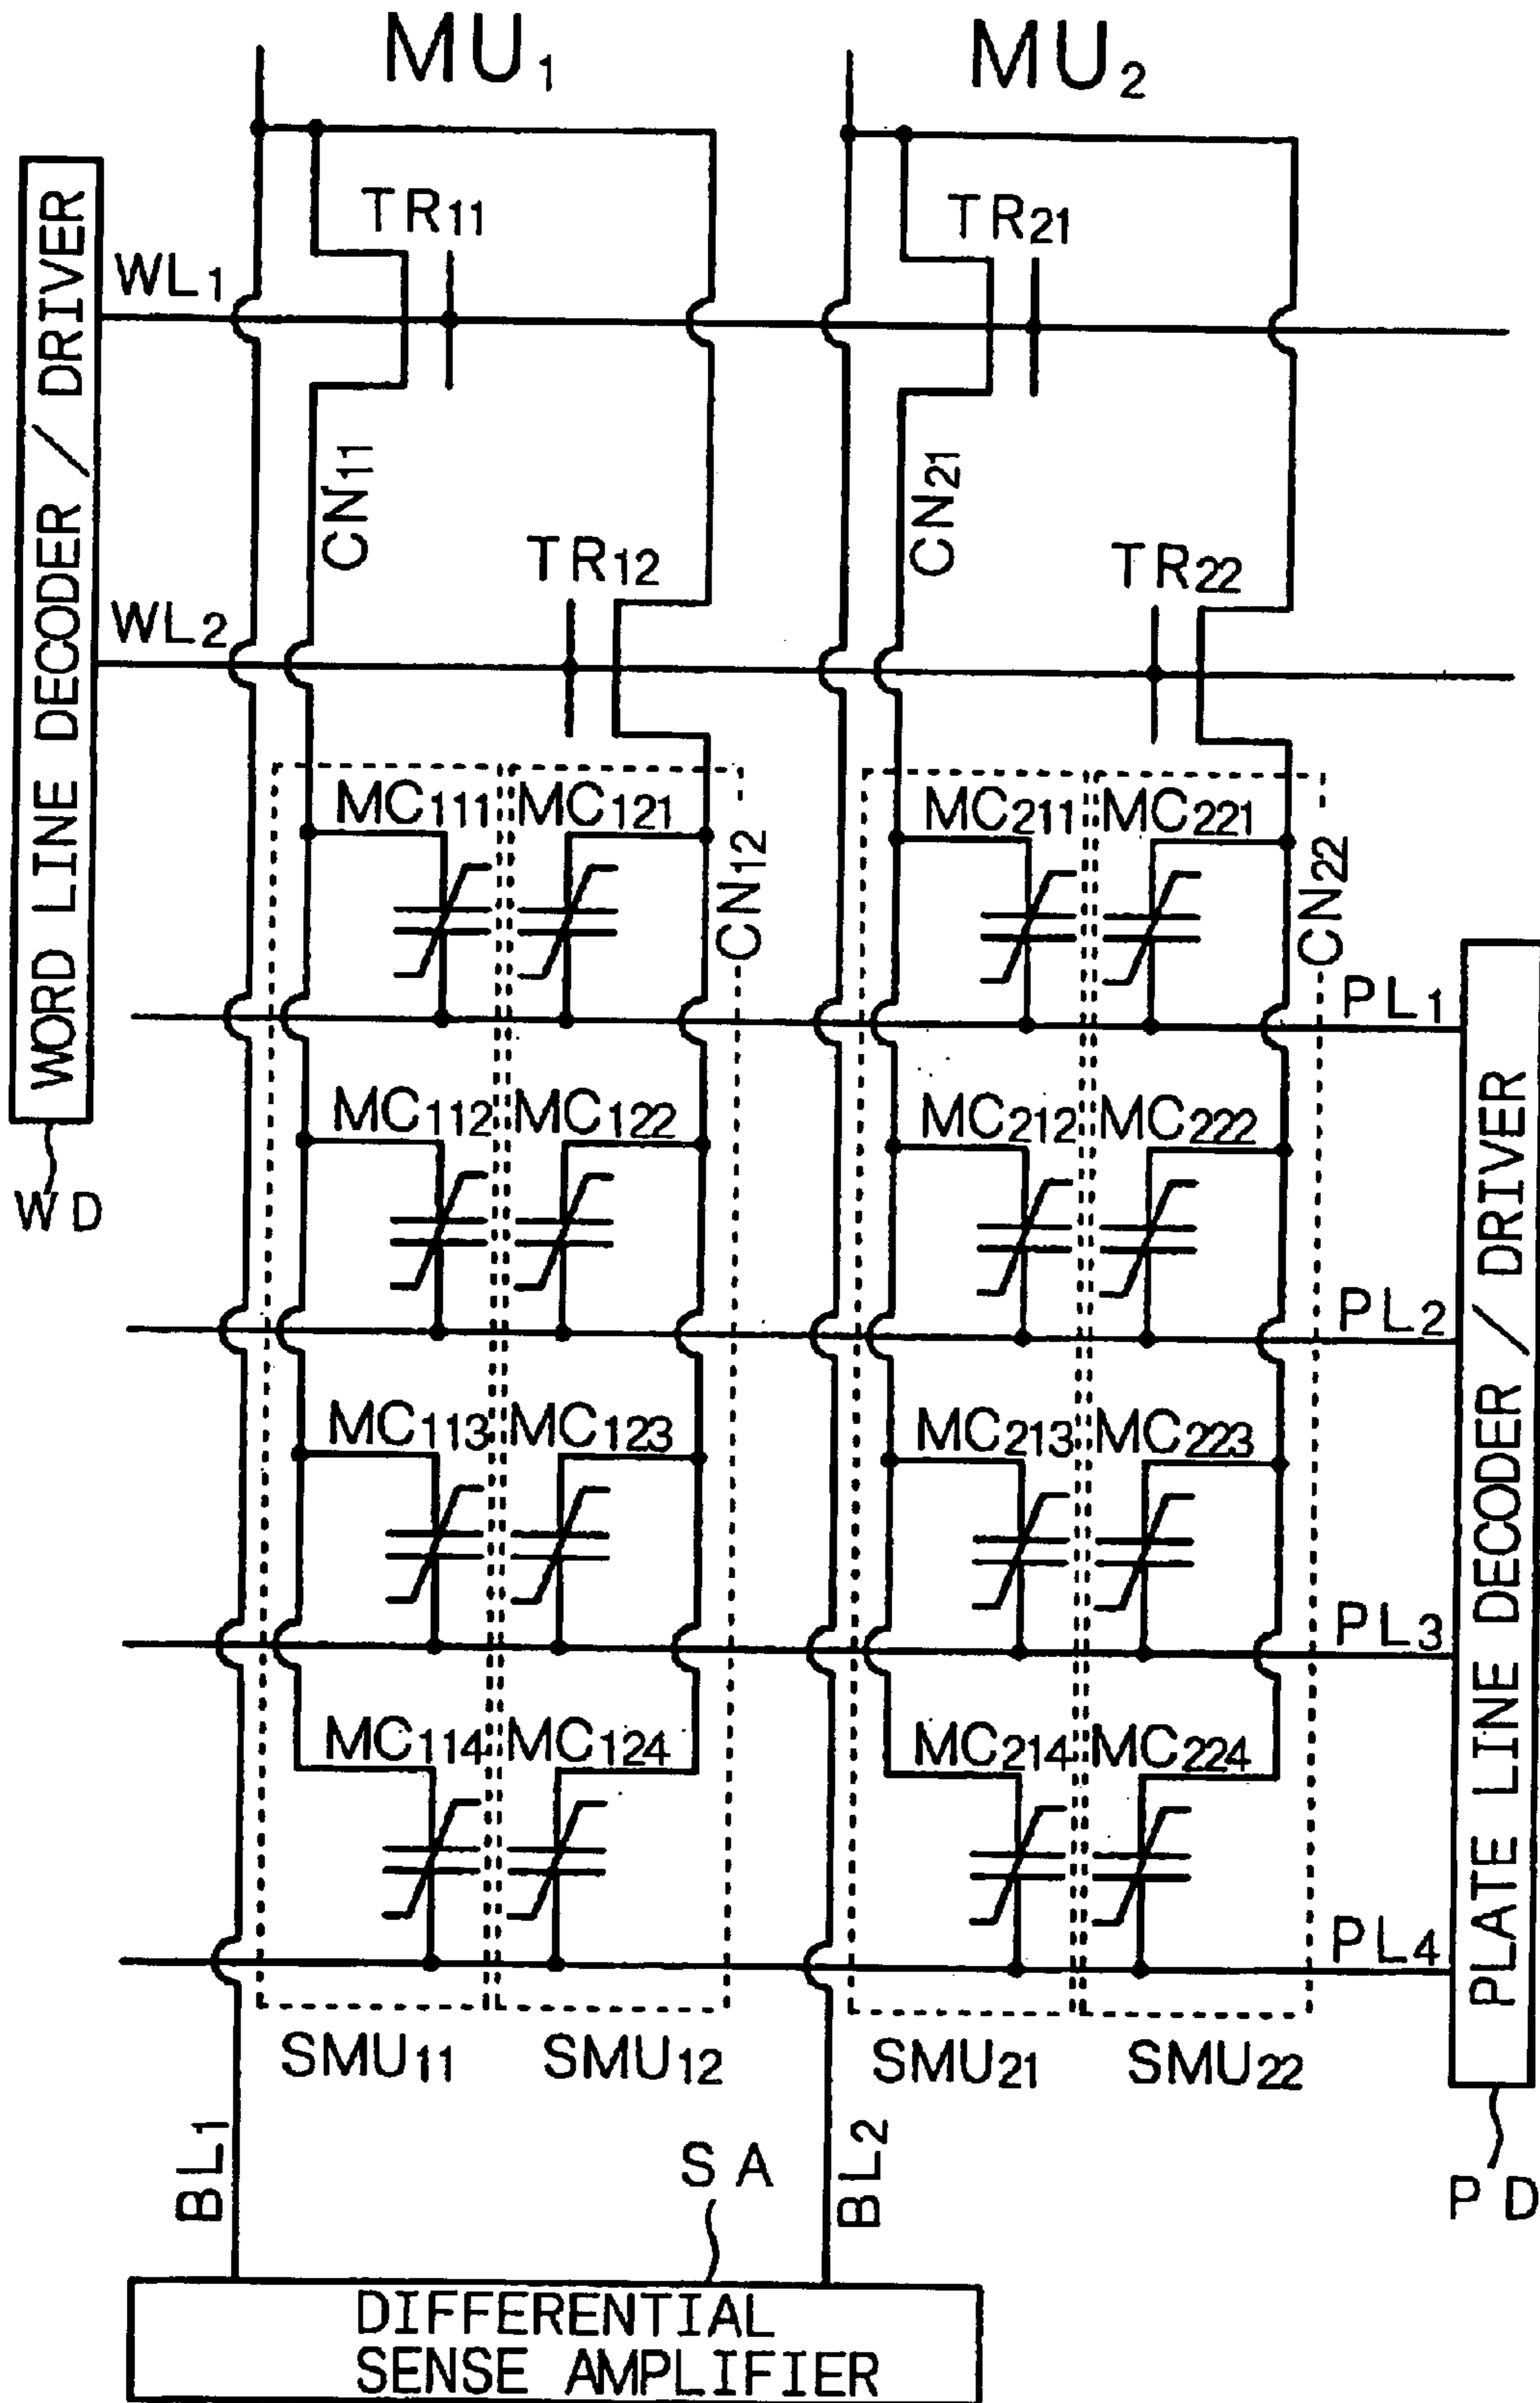 MU1 MU2
TR11 TR21
WL1
CN11 CN21
TR12 TR22
WL2
WORD LINE DECODER / DRIVER
WD
MC111 MC121 MC211 MC221
CN12 CN22
PL1
MC112 MC122 MC212 MC222
PL2
MC113 MC123 MC213 MC223
PL3
MC114 MC124 MC214 MC224
PL4
PLATE LINE DECODER / DRIVER
PD
SMU11 SMU12 SMU21 SMU22
BL1 SA BL2
DIFFERENTIAL
SENSE AMPLIFIER